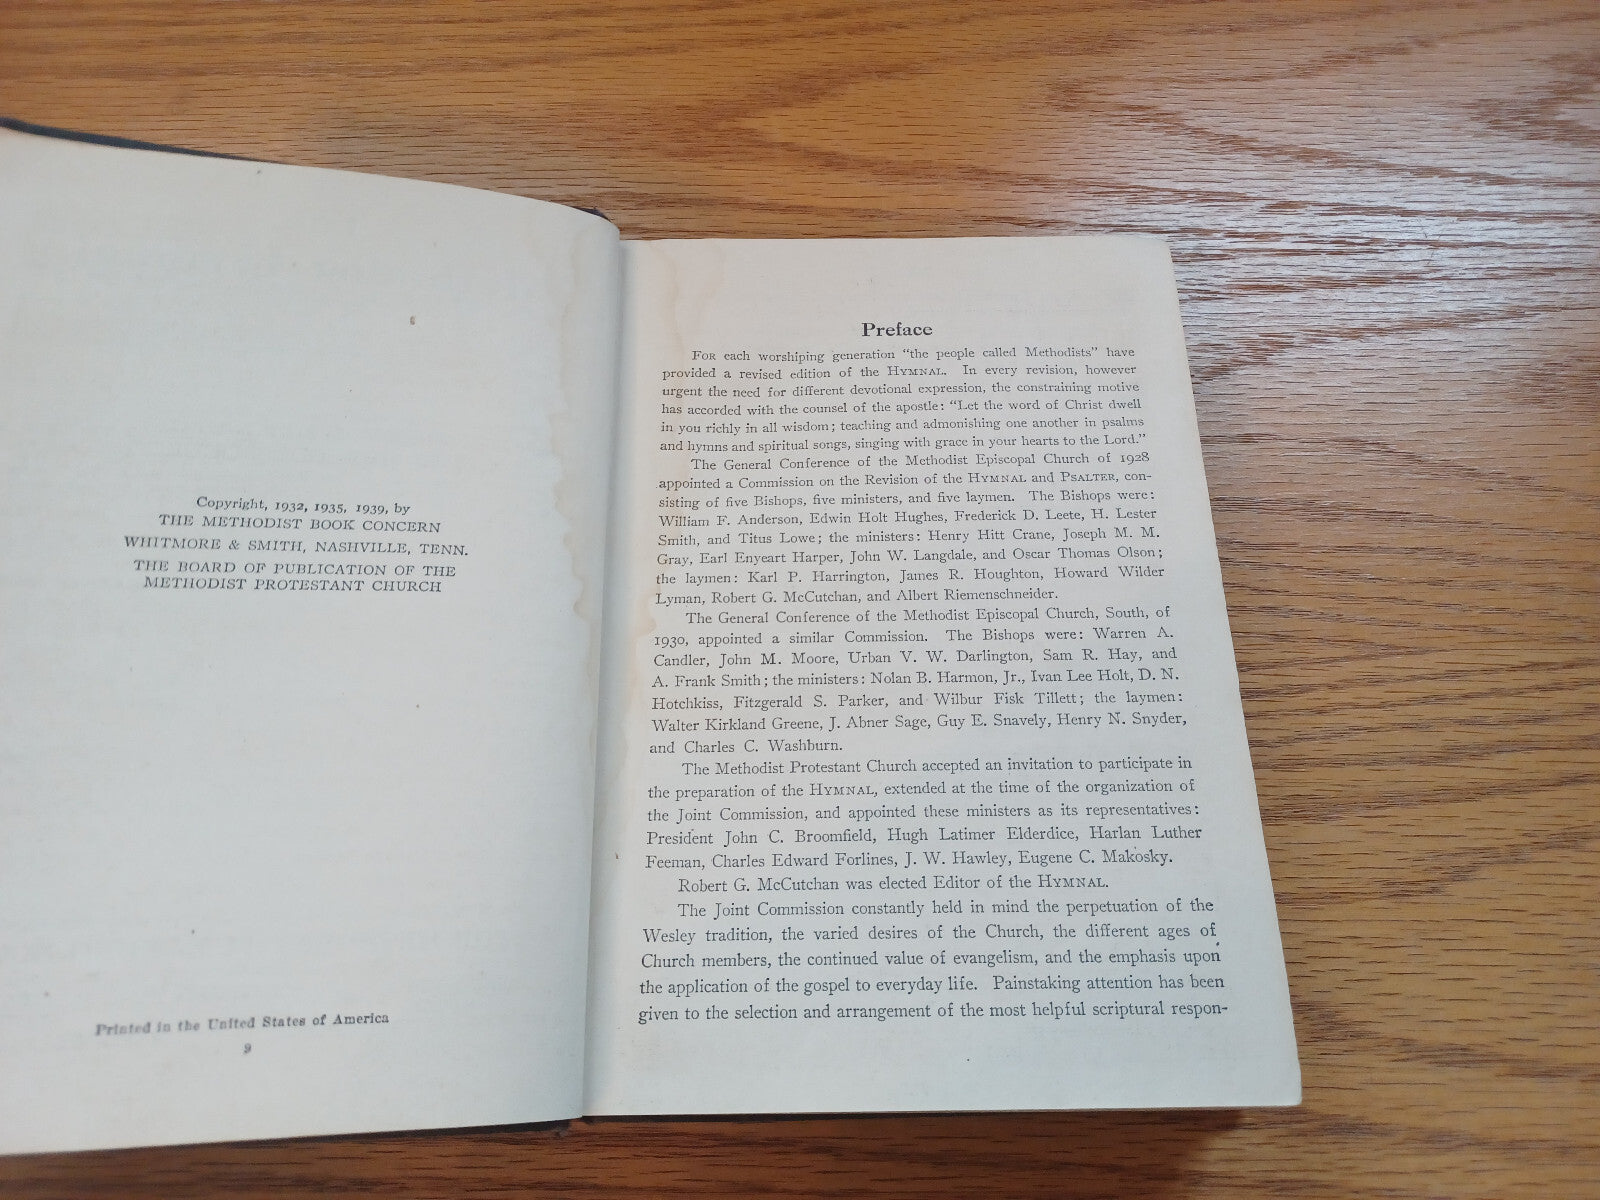 Copyright, 1932, 1935, 1939, by
THE METHODIST BOOK CONCERN
WHITMORE & SMITH, NASHVILLE, TENN.
THE BOARD OF PUBLICATION OF THE
METHODIST PROTESTANT CHURCH
Printed in the United States of America
9
Preface
FOR each worshiping generation "the people called Methodists" have
provided a revised edition of the HYMNAL. In every revision, however
urgent the need for different devotional expression, the constraining motive
has accorded with the counsel of the apostle: "Let the word of Christ dwell
in you richly in all wisdom; teaching and admonishing one another in psalms
and hymns and spiritual songs, singing with grace in your hearts to the Lord."
The General Conference of the Methodist Episcopal Church of 1928
appointed a Commission on the Revision of the HYMNAL and PSALTER, con-
sisting of five Bishops, five ministers, and five laymen. The Bishops were:
William F. Anderson, Edwin Holt Hughes, Frederick D. Leete, H. Lester
Smith, and Titus Lowe; the ministers: Henry Hitt Crane, Joseph M. M.
Gray, Earl Enyeart Harper, John W. Langdale, and Oscar Thomas Olson;
the laymen: Karl P. Harrington, James R. Houghton, Howard Wilder
Lyman, Robert G. McCutchan, and Albert Riemenschneider.
The General Conference of the Methodist Episcopal Church, South, of
1930, appointed a similar Commission. The Bishops were: Warren A.
Candler, John M. Moore, Urban V. W. Darlington, Sam R. Hay, and
A. Frank Smith; the ministers: Nolan B. Harmon, Jr., Ivan Lee Holt, D. N.
Hotchkiss, Fitzgerald S. Parker, and Wilbur Fisk Tillett; the laymen:
Walter Kirkland Greene, J. Abner Sage, Guy E. Snavely, Henry N. Snyder,
and Charles C. Washburn.
The Methodist Protestant Church accepted an invitation to participate in
the preparation of the HYMNAL, extended at the time of the organization of
the Joint Commission, and appointed these ministers as its representatives:
President John C. Broomfield, Hugh Latimer Elderdice, Harlan Luther
Feeman, Charles Edward Forlines, J. W. Hawley, Eugene C. Makosky.
Robert G. McCutchan was elected Editor of the HYMNAL.
The Joint Commission constantly held in mind the perpetuation of the
Wesley tradition, the varied desires of the Church, the different ages of
Church members, the continued value of evangelism, and the emphasis upon
the application of the gospel to everyday life. Painstaking attention has been
given to the selection and arrangement of the most helpful scriptural respon-